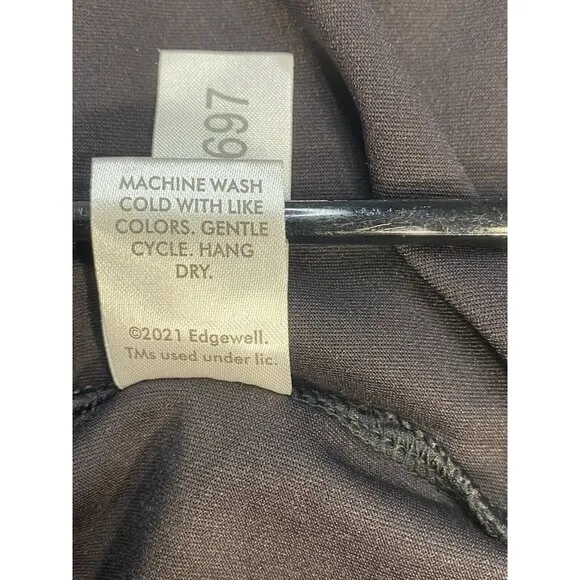 697
MACHINE WASH
COLD WITH LIKE
COLORS. GENTLE
CYCLE. HANG
DRY.
©2021 Edgewell.
TMs used under lic.